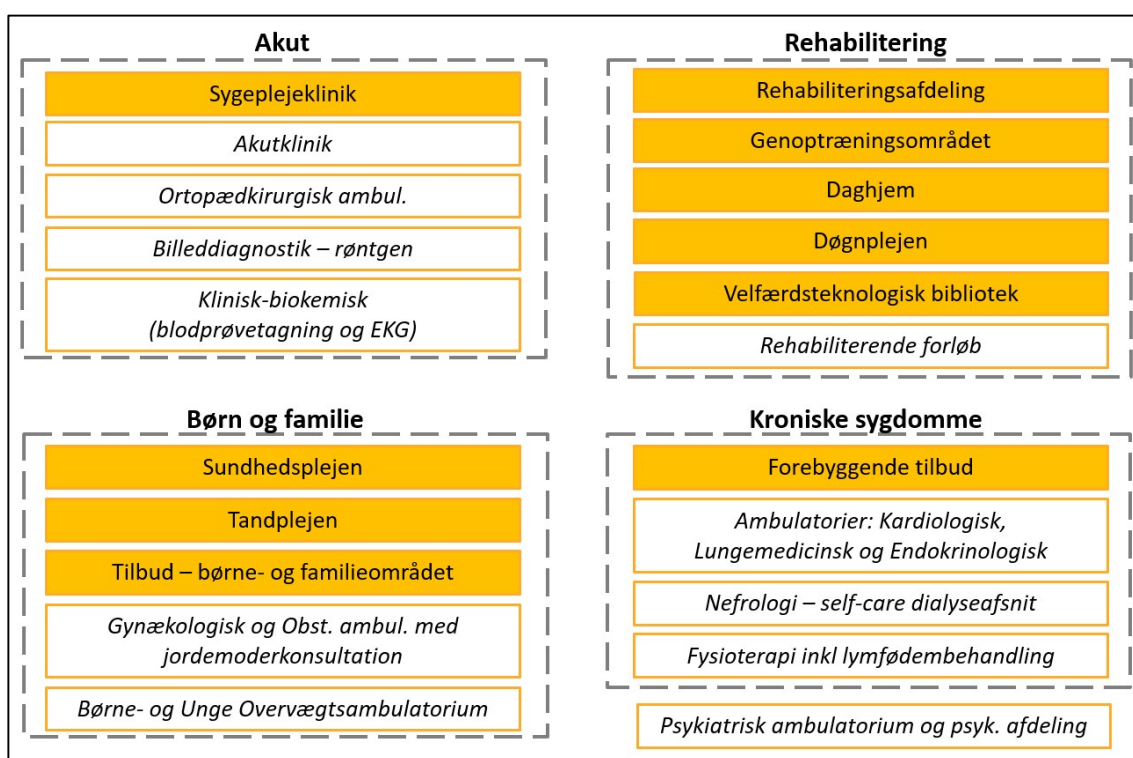 Akut
Sygeplejeklinik
Akutklinik
Ortopædkirurgisk ambul.
Billeddiagnostik – røntgen
Klinisk-biokemisk
(blodprøvetagning og EKG)
Rehabilitering
Rehabiliteringsafdeling
Genoptræningsområdet
Daghjem
Døgnplejen
Velfærdsteknologisk bibliotek
Rehabiliterende forløb
Børn og familie
Sundhedsplejen
Tandplejen
Tilbud – børne- og familieområdet
Gynækologisk og Obst. ambul. med
jordemoderkonsultation
Børne- og Unge Overvægtsambulatorium
Kroniske sygdomme
Forebyggende tilbud
Ambulatorier: Kardiologisk,
Lungemedicinsk og Endokrinologisk
Nefrologi – self-care dialyseafsnit
Fysioterapi inkl lymfødembehandling
Psykiatrisk ambulatorium og psyk. afdeling